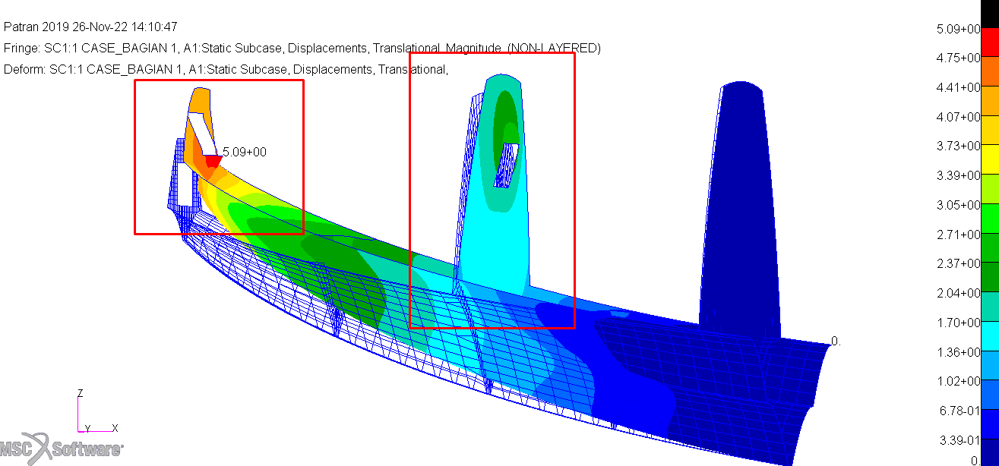 Patran 2019 26-Nov-22 14:10:47
Fringe: SC1:1 CASE_BAGIAN 1, A1:Static Subcase, Displacements, Translational, Magnitude, (NON-LAYERED)
Deform: SC1:1 CASE_BAGIAN 1, A1:Static Subcase, Displacements, Translational,
5.09+00
4.75+00
4.41+00
4.07+00
3.73+00
3.39+00
3.05+00
2.71+00
2.37+00
2.04+00
1.70+00
1.36+00
1.02+00
6.78-01
3.39-01
0.
5.09+00
0.
Z
Y
X
MSC Software